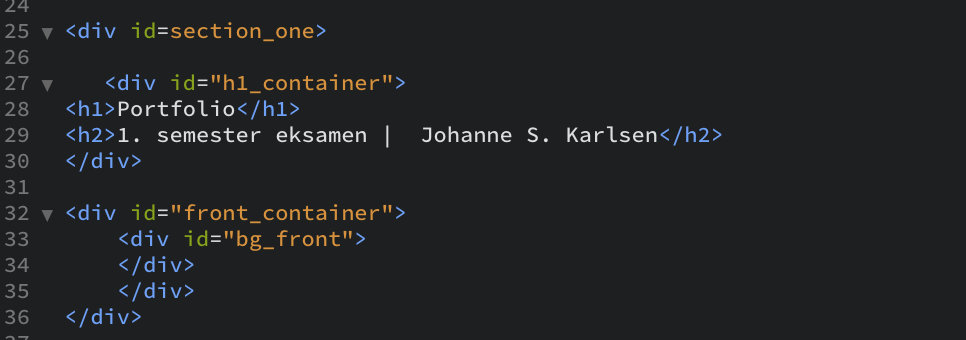 24
25 ▼ <div id=section_one>
26
27 ▼ <div id="h1_container">
28 <h1>Portfolio</h1>
29 <h2>1. semester eksamen |  Johanne S. Karlsen</h2>
30 </div>
31
32 ▼ <div id="front_container">
33 <div id="bg_front">
34 </div>
35 </div>
36 </div>